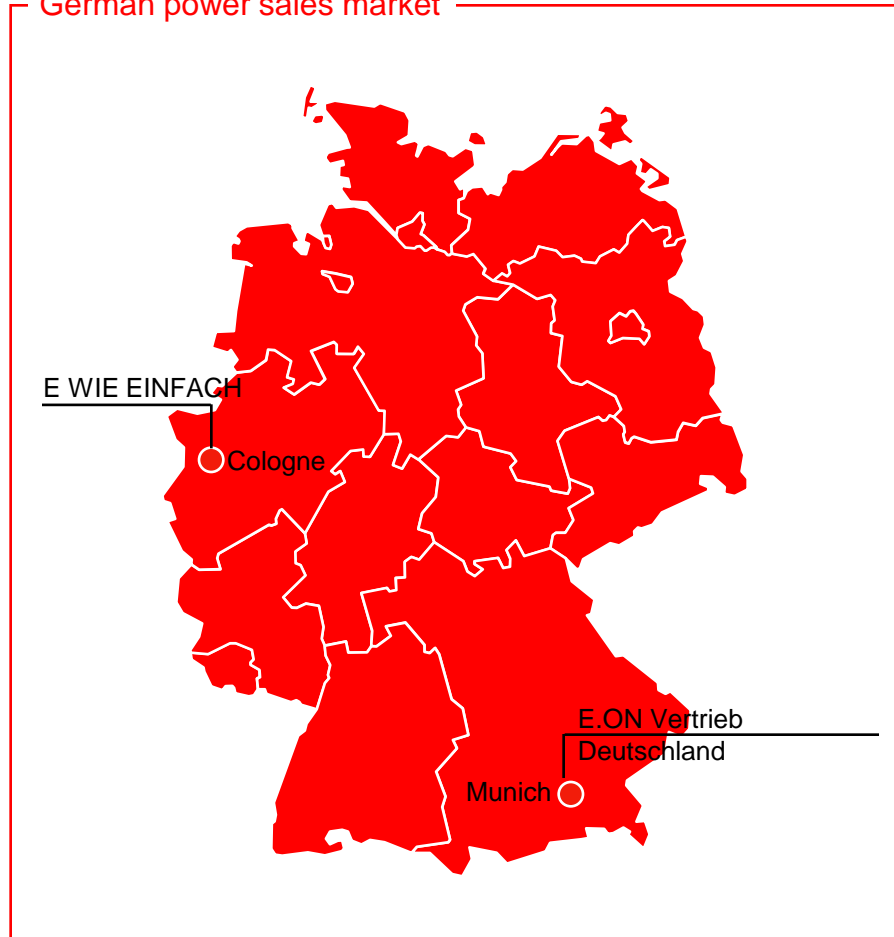 German power sales market
E WIE EINFACH
Cologne
E.ON Vertrieb
Deutschland
Munich